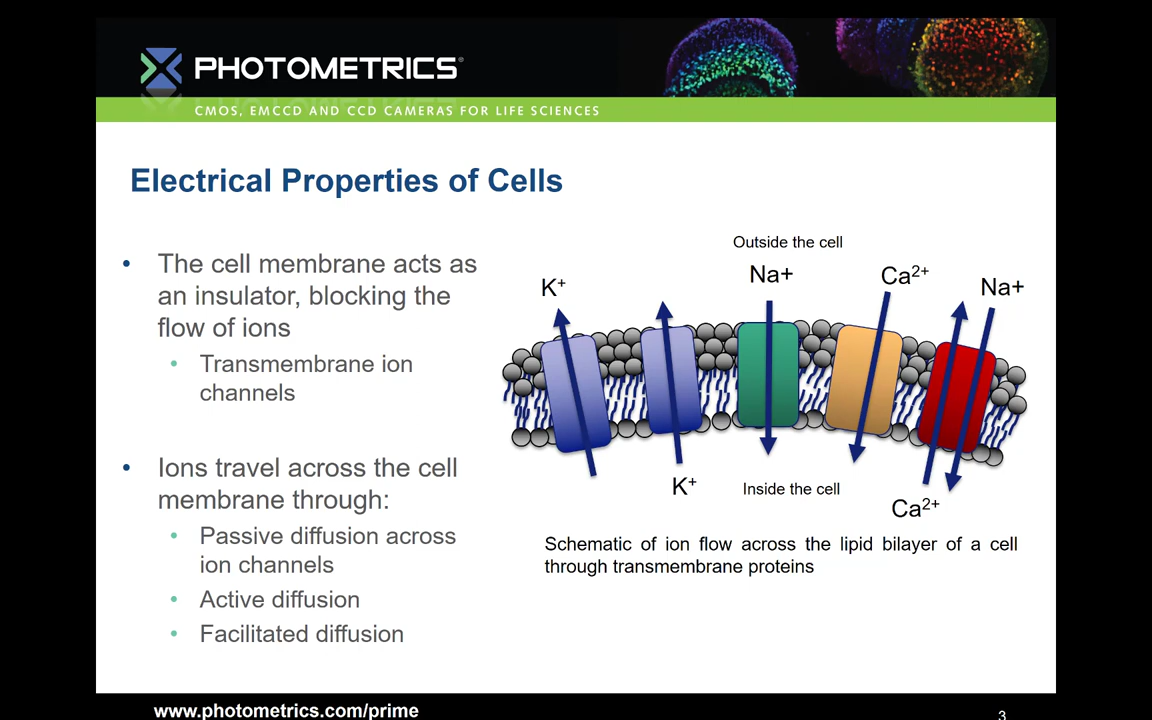 PHOTOMETRICS®
CMOS, EMCCD AND CCD CAMERAS FOR LIFE SCIENCES
Electrical Properties of Cells
• The cell membrane acts as
an insulator, blocking the
flow of ions
• Transmembrane ion
channels
• Ions travel across the cell
membrane through:
• Passive diffusion across
ion channels
• Active diffusion
• Facilitated diffusion
Outside the cell
K⁺
Na+
Ca²⁺
Na+
K⁺
Inside the cell
Ca²⁺
Schematic of ion flow across the lipid bilayer of a cell
through transmembrane proteins
www.photometrics.com/prime
3